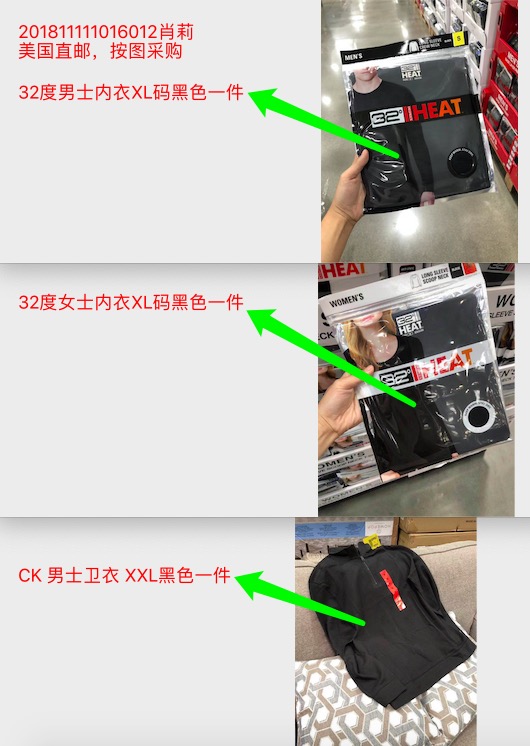 201811111016012肖莉
美国直邮，按图采购
32度男士内衣XL码黑色一件
MEN'S
LONG SLEEVE
CREW NECK
S
32°
HEAT
32° HEAT
32度女士内衣XL码黑色一件
HEAT
WOMEN'S
LONG SLEEVE
SCOOP NECK
32°
HEAT
32° HEAT
WOMEN'S
CK 男士卫衣 XXL黑色一件